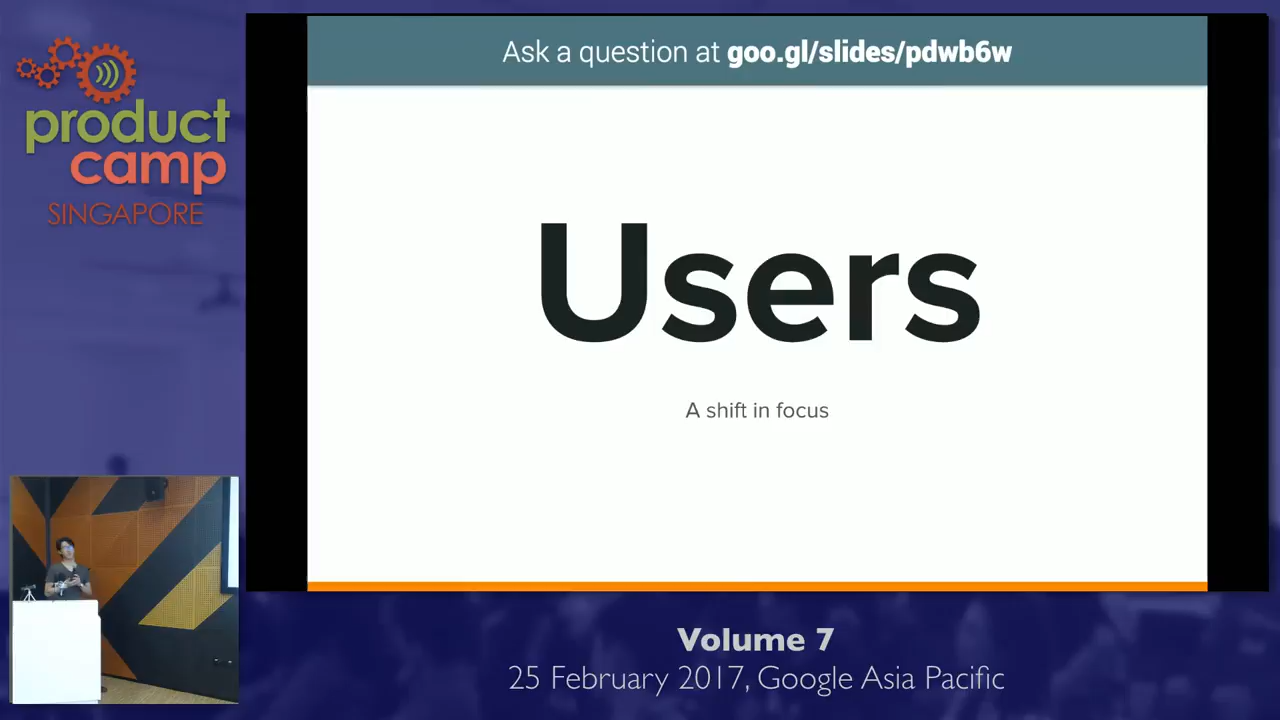 product
camp
SINGAPORE
Ask a question at goo.gl/slides/pdwb6w
Users
A shift in focus
Volume 7
25 February 2017, Google Asia Pacific